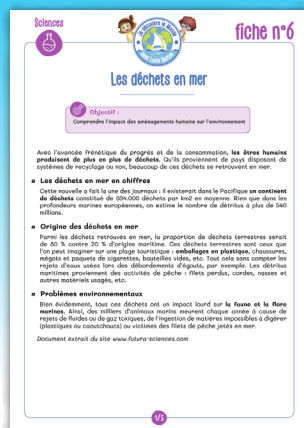 Sciences
Je Découvre le Monde
fiche n°6
Les déchets en mer
Objectif :
Comprendre l'impact des aménagements humains sur l'environnement
Avec l'avancée frénétique du progrès et de la consommation, les êtres humains
produisent de plus en plus de déchets. Qu'ils proviennent de pays disposant de
systèmes de recyclage ou non, beaucoup de ces déchets se retrouvent en mer.
Les déchets en mer en chiffres
Cette nouvelle a fait la une des journaux : il existerait dans le Pacifique un continent
de déchets constitué de 334.000 déchets par km2 en moyenne. Rien que dans les
profondeurs marines européennes, on estime le nombre de détritus à plus de 540
millions.
Origine des déchets en mer
Parmi les déchets retrouvés en mer, la proportion de déchets terrestres serait
de 80 % contre 20 % d'origine maritime. Ces déchets terrestres sont ceux que
l'on peut imaginer sur une plage touristique : emballages en plastique, chaussures,
mégots et paquets de cigarettes, bouteilles vides, etc. Tout cela sans compter les
rejets d'eaux usées lors des débordements d'égouts, par exemple. Les détritus
maritimes proviennent des activités de pêche : filets perdus, cordes, nasses et
autres matériels usagés, etc.
Problèmes environnementaux
Bien évidemment, tous ces déchets ont un impact lourd sur la faune et la flore
marines. Ainsi, des milliers d'animaux marins meurent chaque année à cause de
rejets de fluides ou de gaz toxiques, de l'ingestion de matières impossibles à digérer
(plastiques ou caoutchoucs) ou victimes des filets de pêche jetés en mer.
Document extrait du site www.futura-sciences.com
1/5